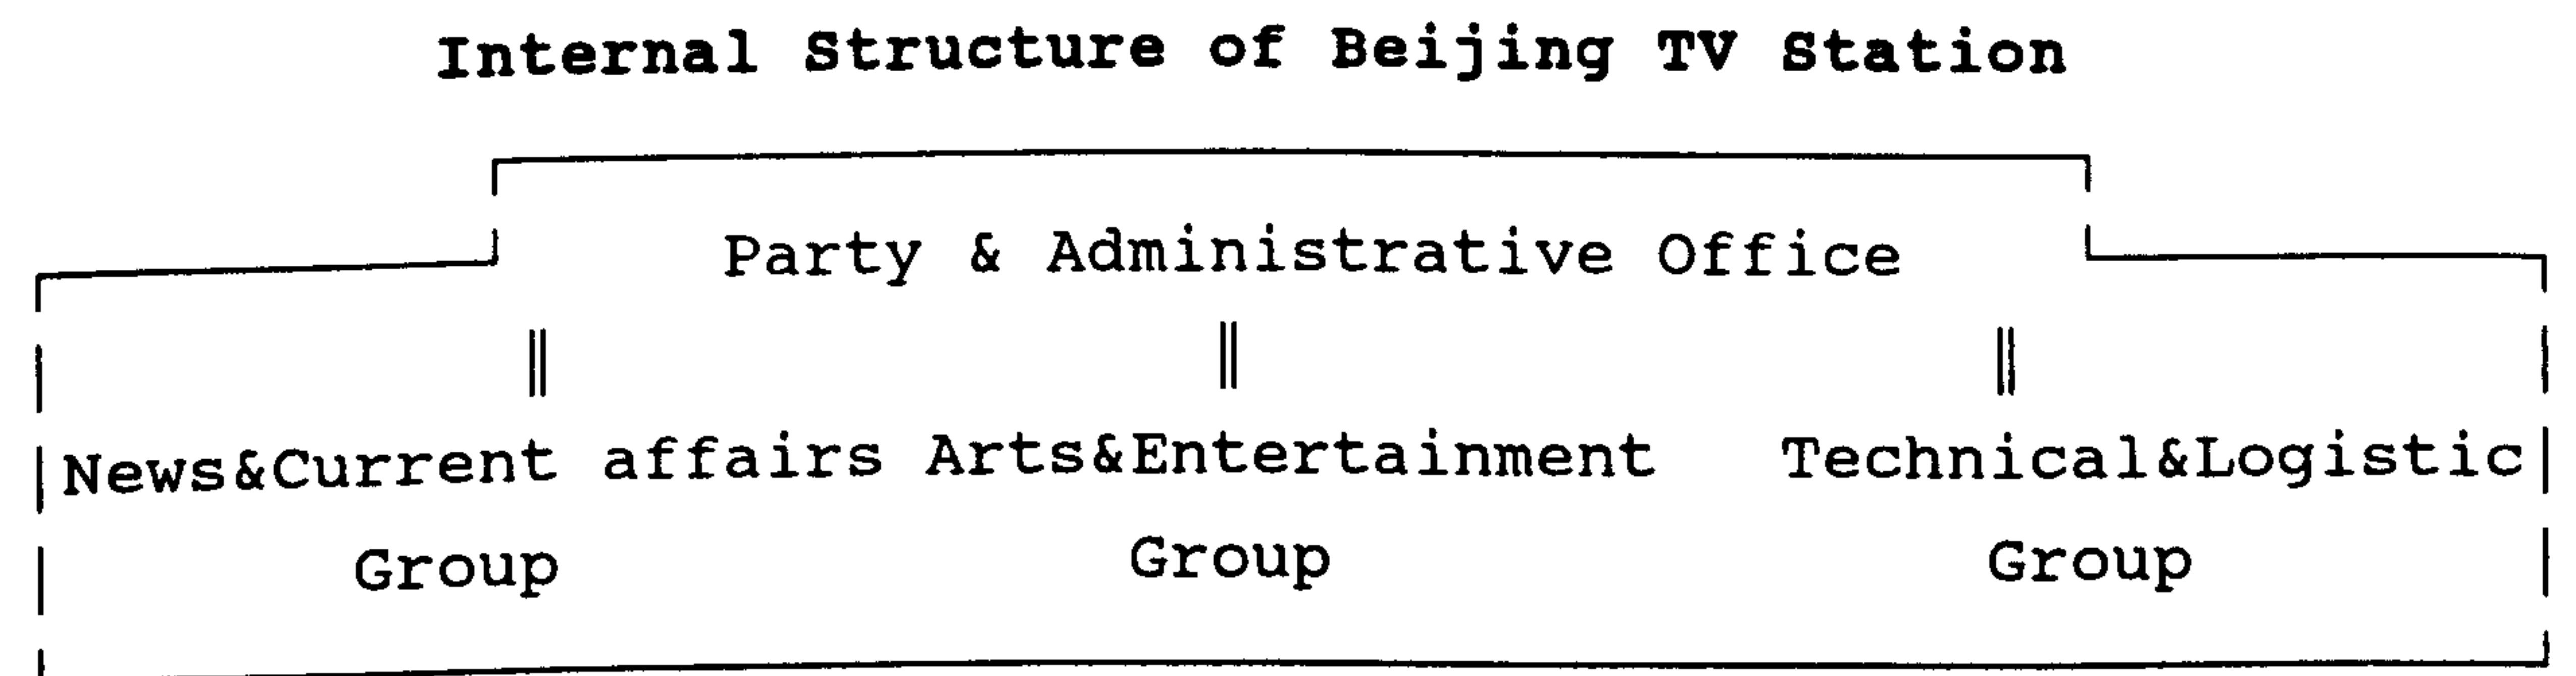 Internal Structure of Beijing TV Station
Party & Administrative Office
News&Current affairs Arts&Entertainment Technical&Logistic
Group Group Group